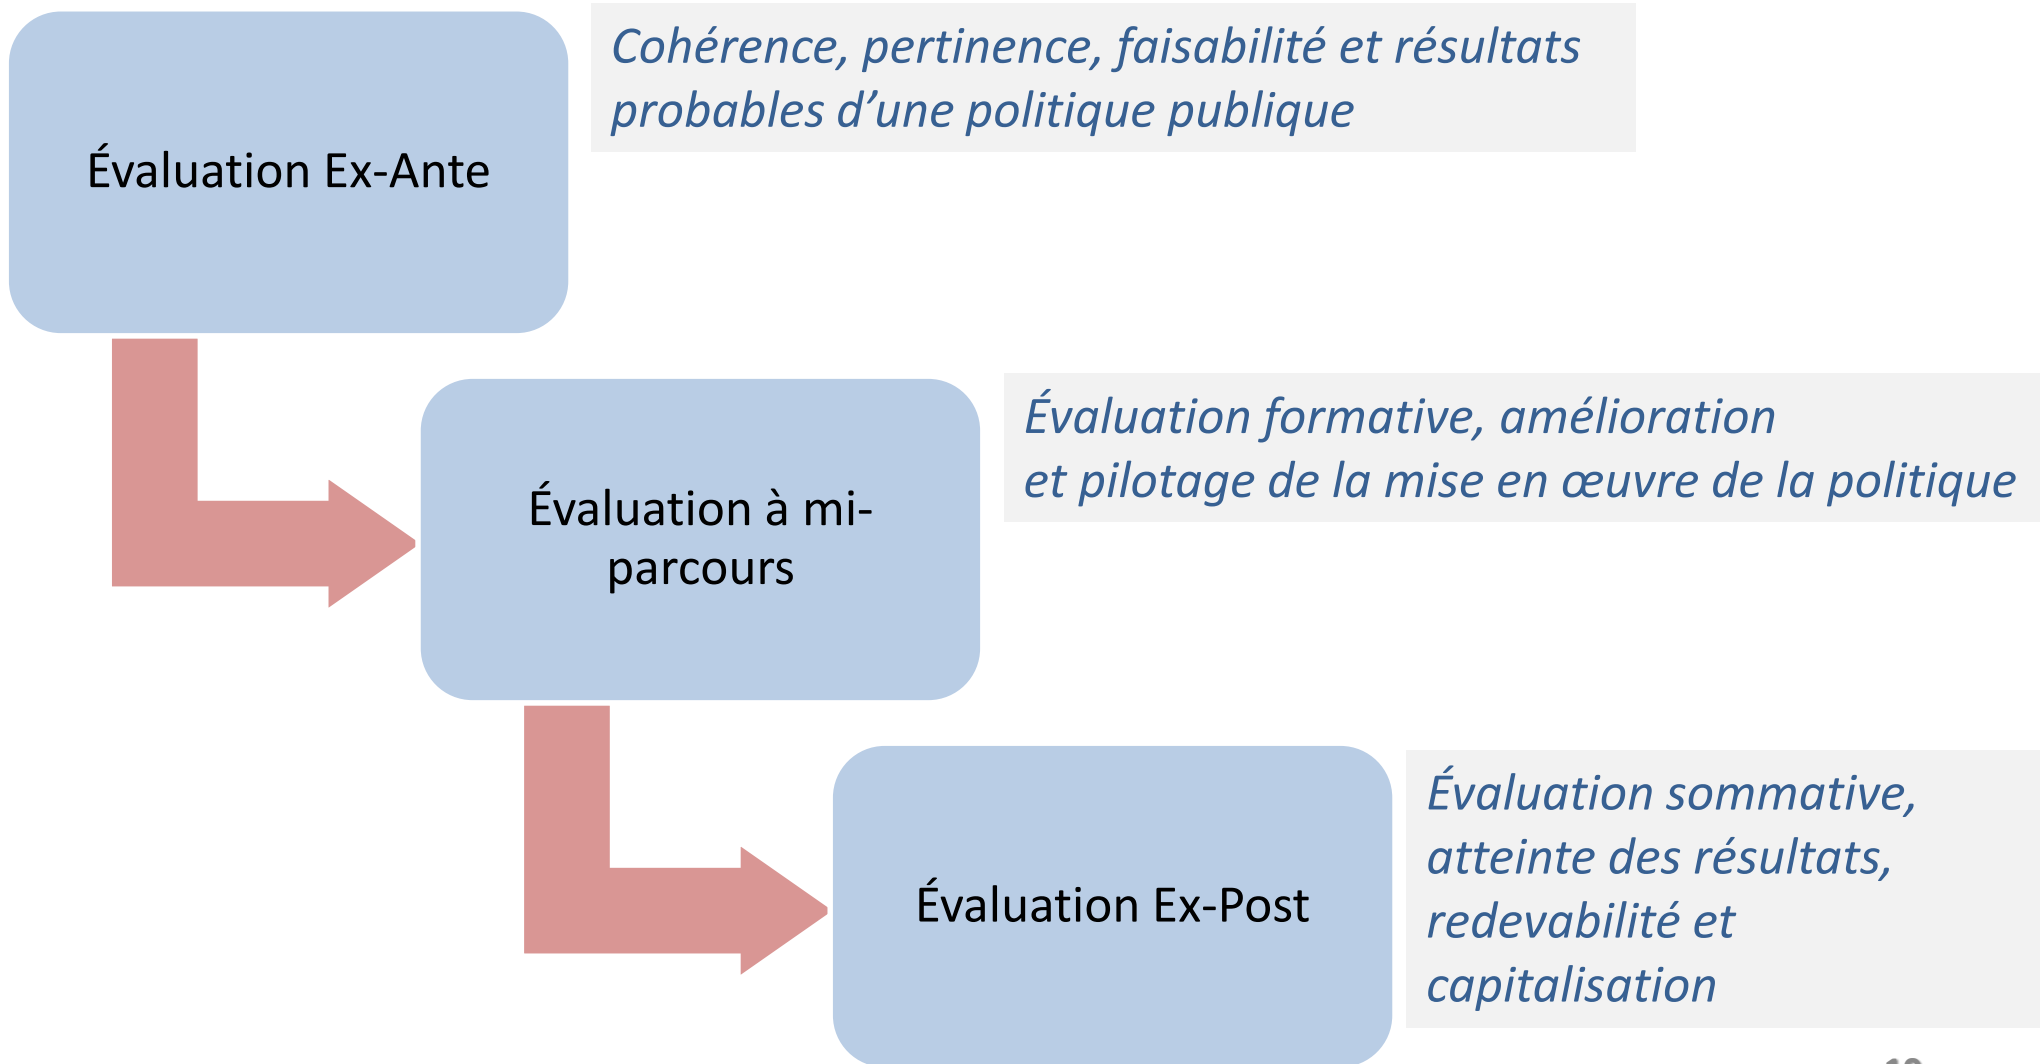 Évaluation Ex-Ante
Cohérence, pertinence, faisabilité et résultats
probables d’une politique publique
Évaluation à mi-
parcours
Évaluation formative, amélioration
et pilotage de la mise en œuvre de la politique
Évaluation Ex-Post
Évaluation sommative,
atteinte des résultats,
redevabilité et
capitalisation